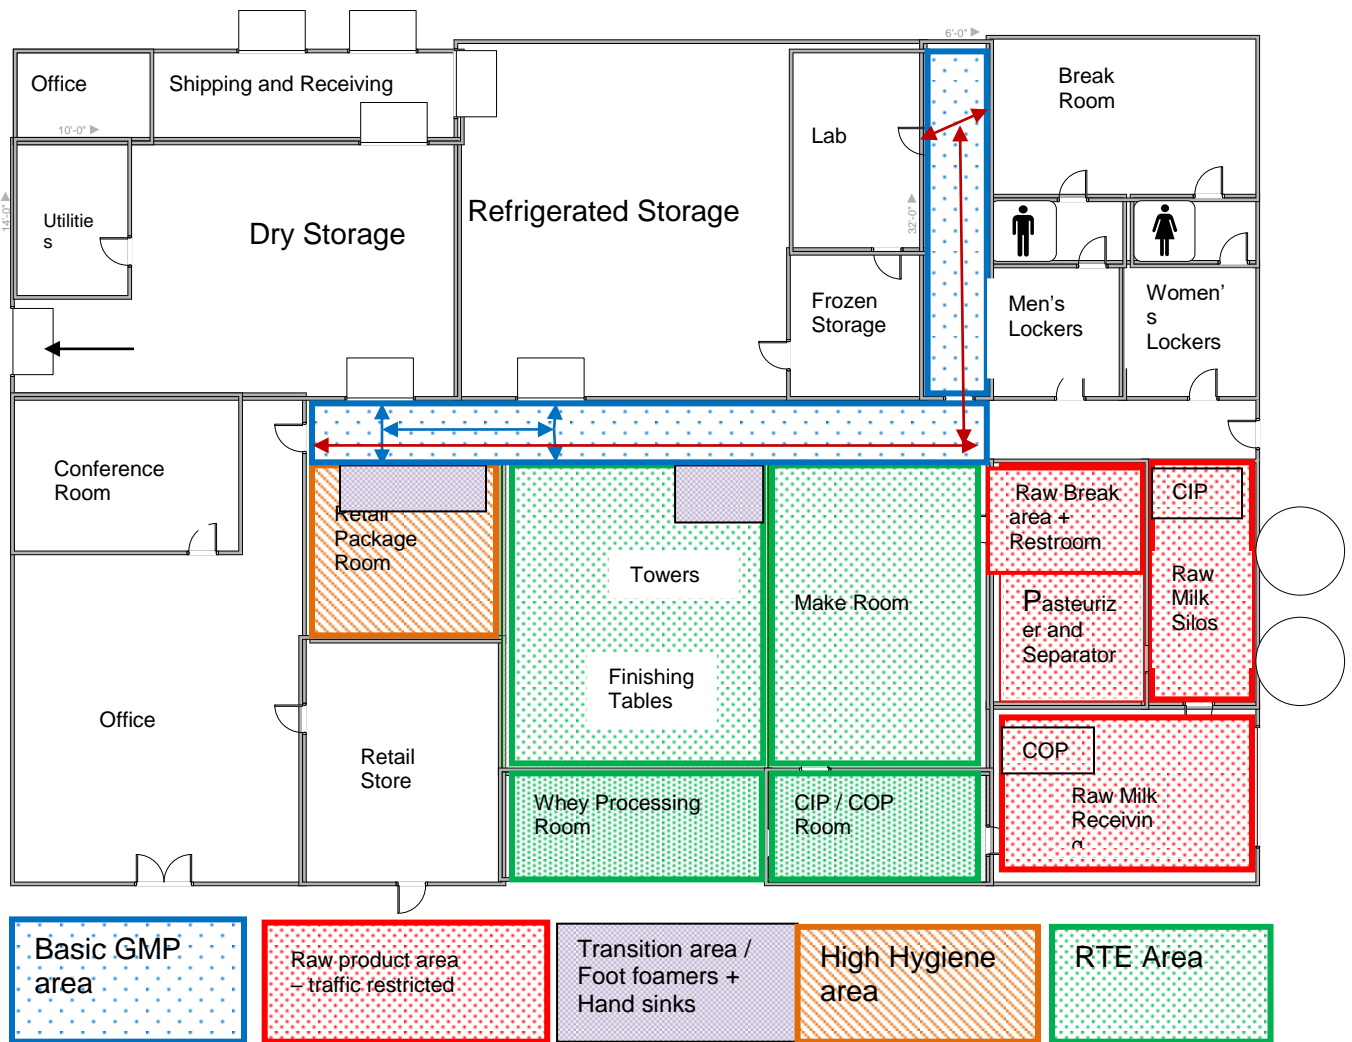 6'-0"
Office
Shipping and Receiving
Break
Room
10'-0"
Lab
14'-0"
Utilitie
s
Dry Storage
Refrigerated Storage
32'-0"
Frozen
Storage
Men's
Lockers
Women'
s
Lockers
Conference
Room
Retail
Package
Room
Towers
Make Room
Raw Break
area +
Restroom
CIP
Raw
Milk
Silos
Pasteuriz
er and
Separator
Finishing
Tables
Office
Retail
Store
COP
Raw Milk
Receivin
g
Whey Processing
Room
CIP / COP
Room
Basic GMP
area
Raw product area
– traffic restricted
Transition area /
Foot foamers +
Hand sinks
High Hygiene
area
RTE Area